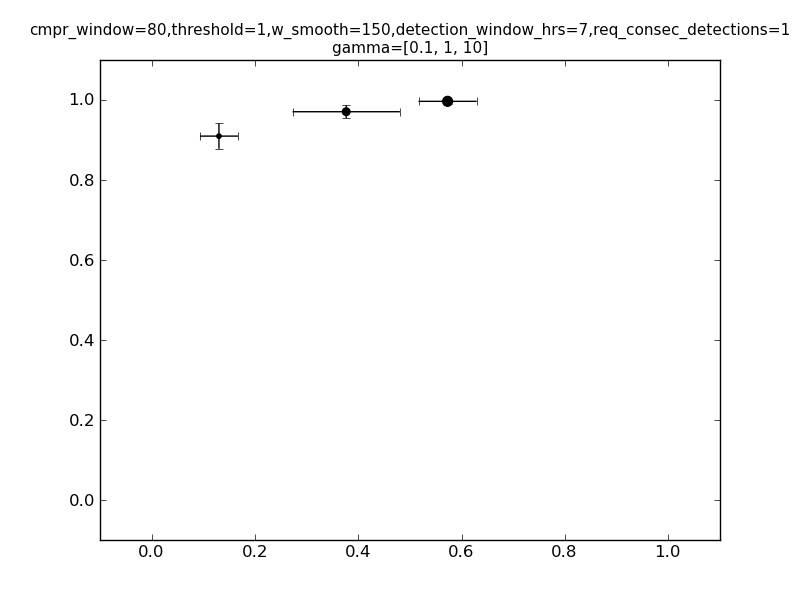 cmpr_window=80,threshold=1,w_smooth=150,detection_window_hrs=7,req_consec_detections=1
gamma=[0.1, 1, 10]
1.0
0.8
0.6
0.4
0.2
0.0
0.0 0.2 0.4 0.6 0.8 1.0